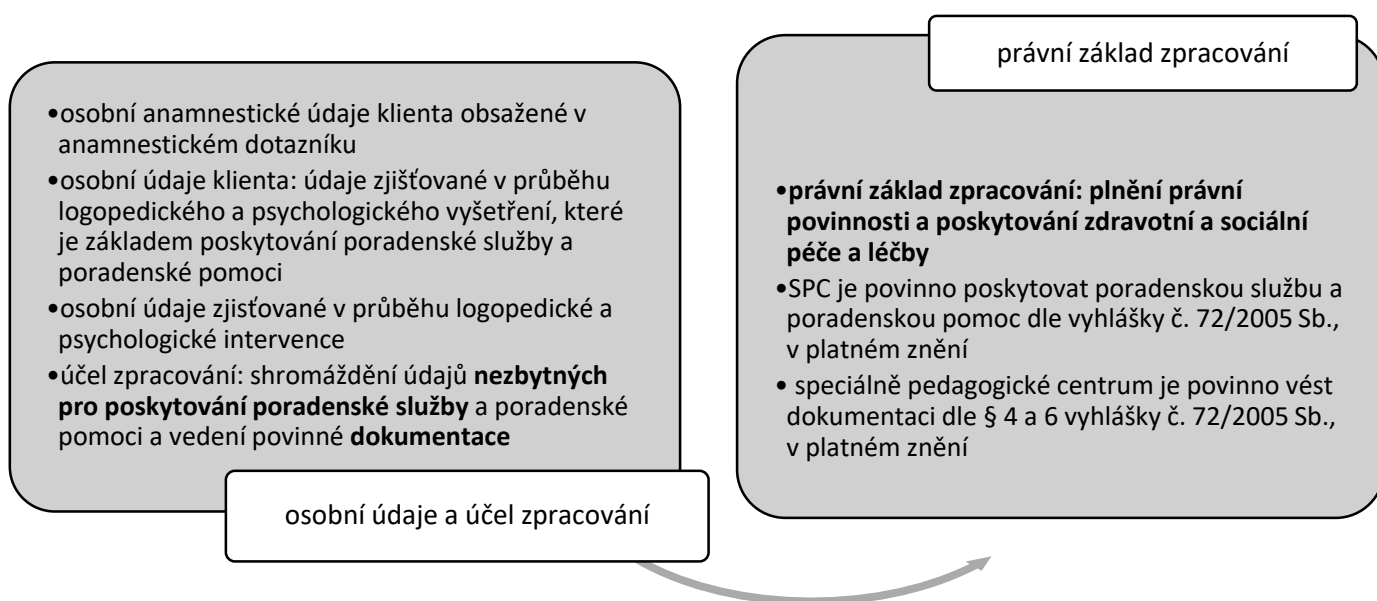 •osobní anamnestické údaje klienta obsažené v
anamnestickém dotazníku
•osobní údaje klienta: údaje zjišťované v průběhu
logopedického a psychologického vyšetření, které
je základem poskytování poradenské služby a
poradenské pomoci
•osobní údaje zjisťované v průběhu logopedické a
psychologické intervence
•účel zpracování: shromáždění údajů nezbytných
pro poskytování poradenské služby a poradenské
pomoci a vedení povinné dokumentace
osobní údaje a účel zpracování
právní základ zpracování
•právní základ zpracování: plnění právní
povinnosti a poskytování zdravotní a sociální
péče a léčby
•SPC je povinno poskytovat poradenskou službu a
poradenskou pomoc dle vyhlášky č. 72/2005 Sb.,
v platném znění
• speciálně pedagogické centrum je povinno vést
dokumentaci dle § 4 a 6 vyhlášky č. 72/2005 Sb.,
v platném znění